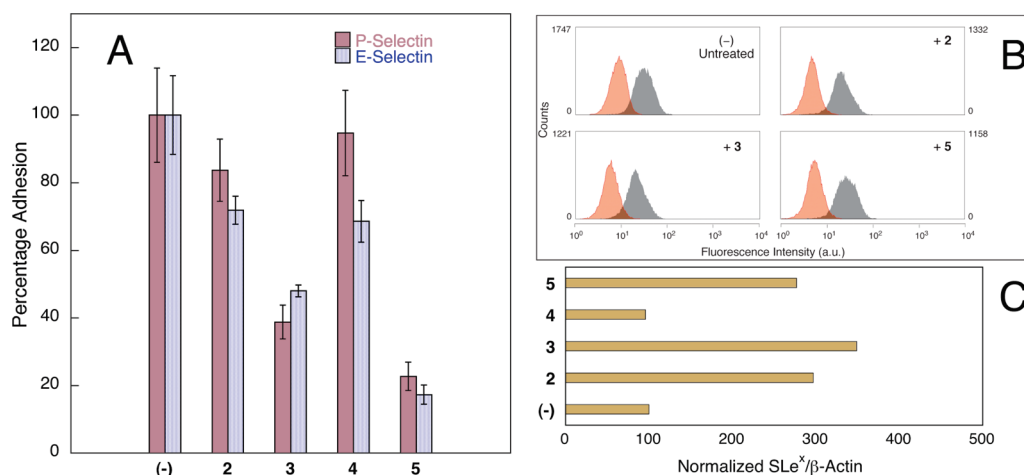 A
P-Selectin
E-Selectin
Percentage Adhesion
120
100
80
60
40
20
0
(-) 2 3 4 5
B
1747
(−)
Untreated
0
+ 2
1332
0
Counts
1221
+ 3
0
+ 5
1158
0
10⁰ 10¹ 10² 10³ 10⁴
10⁰ 10¹ 10² 10³ 10⁴
Fluorescence Intensity (a.u.)
C
5
4
3
2
(-)
0 100 200 300 400 500
Normalized SLeˣ/β-Actin